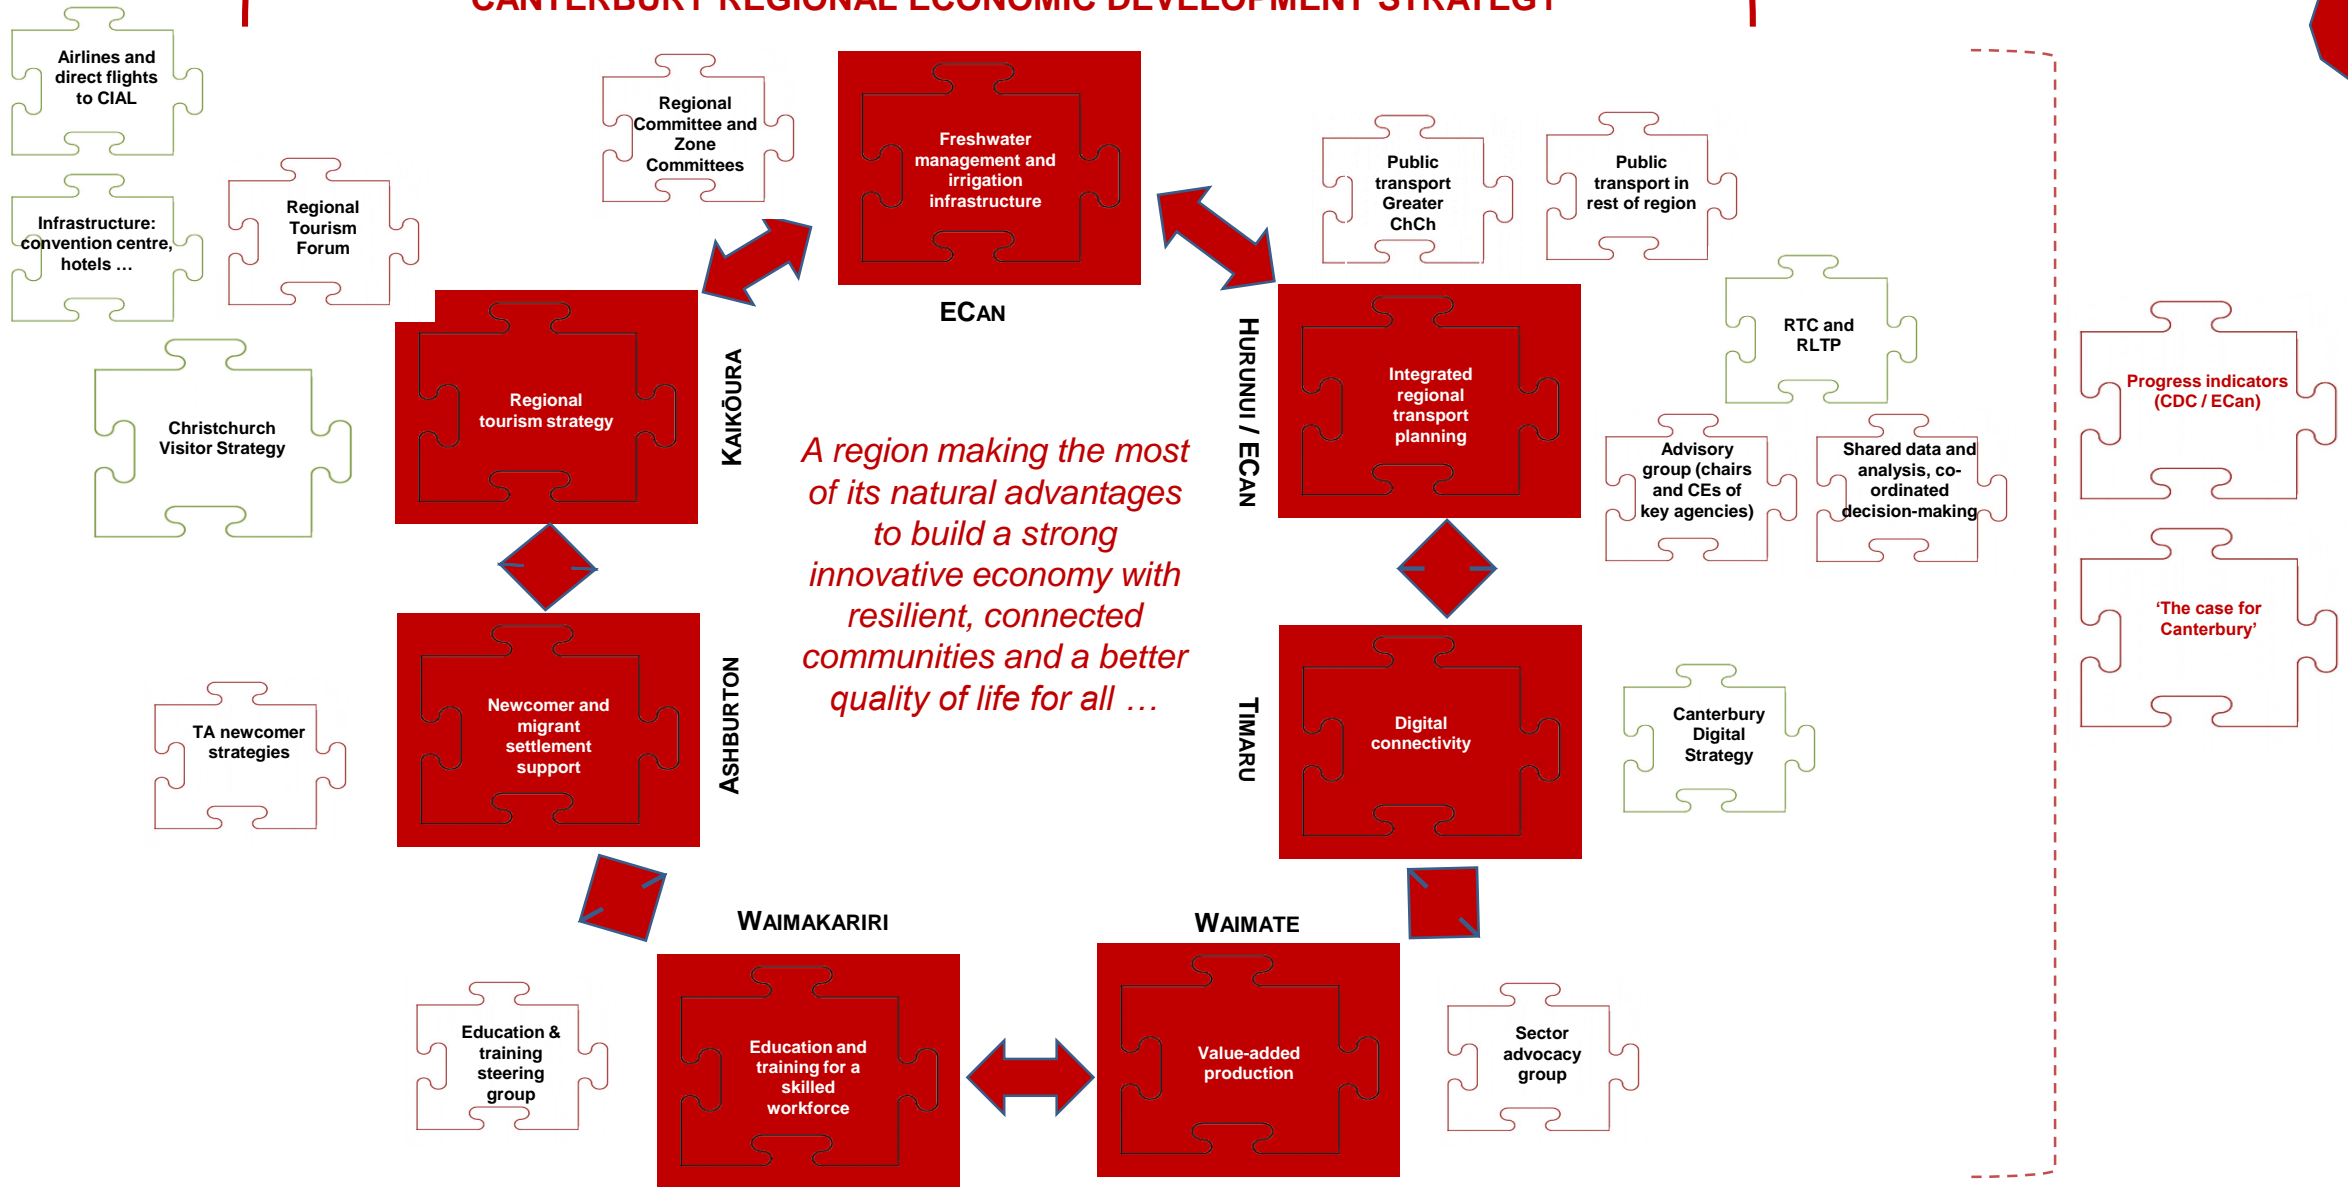 CANTERBURY REGIONAL ECONOMIC DEVELOPMENT STRATEGY
Airlines and
direct flights
to CIAL
Regional
Committee and
Zone
Committees
Freshwater
management and
irrigation
infrastructure
Public
transport
Greater
ChCh
Public
transport in
rest of region
Infrastructure:
convention centre,
hotels …
Regional
Tourism
Forum
ECAN
RTC and
RLTP
Christchurch
Visitor Strategy
Regional
tourism strategy
KAIKŌURA
HURUNUI / ECAN
Integrated
regional
transport
planning
Advisory
group (chairs
and CEs of
key agencies)
Shared data and
analysis, co-
ordinated
decision-making
Progress indicators
(CDC / ECan)
A region making the most
of its natural advantages
to build a strong
innovative economy with
resilient, connected
communities and a better
quality of life for all …
‘The case for
Canterbury’
TA newcomer
strategies
Newcomer and
migrant
settlement
support
ASHBURTON
TIMARU
Digital
connectivity
Canterbury
Digital
Strategy
WAIMAKARIRI
WAIMATE
Education &
training
steering
group
Education and
training for a
skilled
workforce
Value-added
production
Sector
advocacy
group